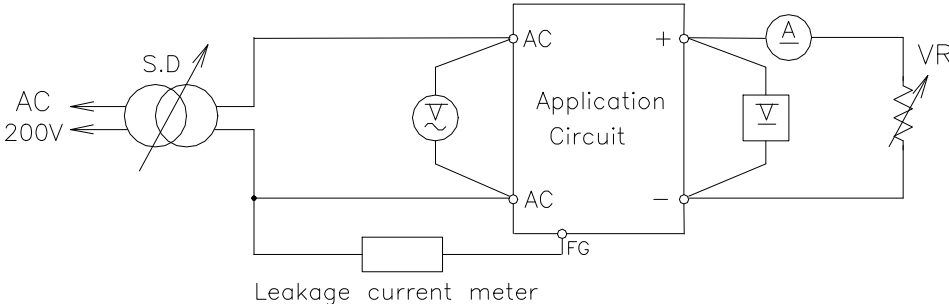 S.D
AC
200V
V
AC
AC
Application
Circuit
+
-
FG
V
A
VR
Leakage current meter